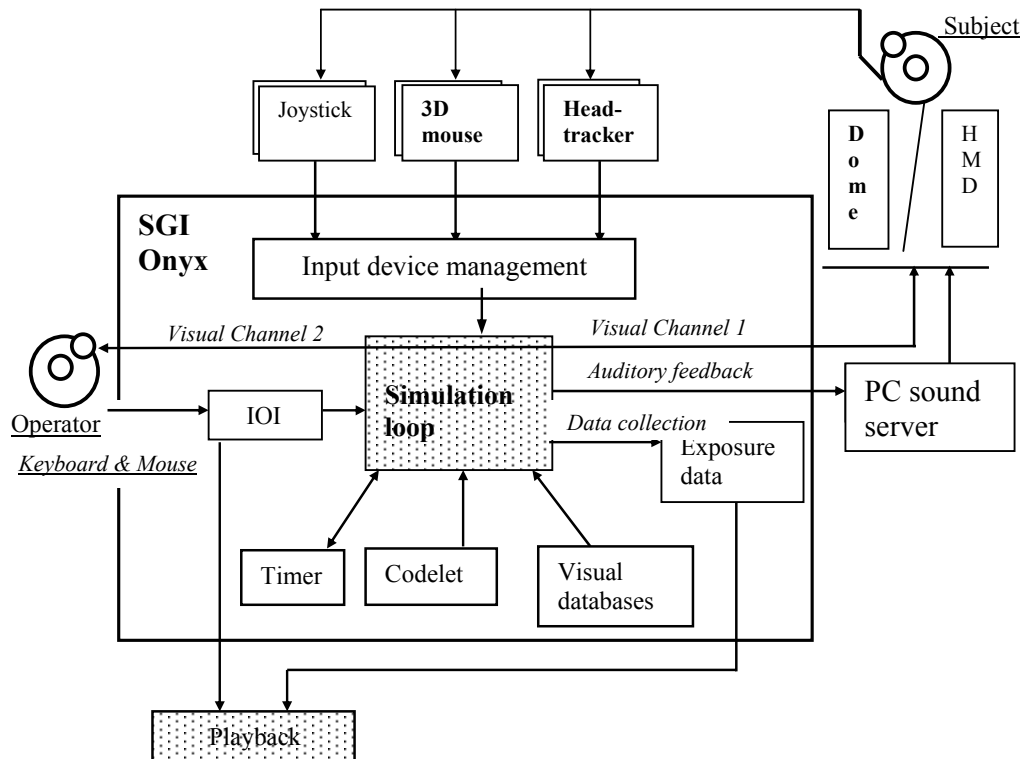 Subject
Joystick
3D
mouse
Head-
tracker
D
o
m
e
H
M
D
SGI
Onyx
Input device management
Visual Channel 2
Visual Channel 1
Auditory feedback
Simulation
loop
IOI
Operator
Keyboard & Mouse
Data collection
Exposure
data
PC sound
server
Timer
Codelet
Visual
databases
Playback